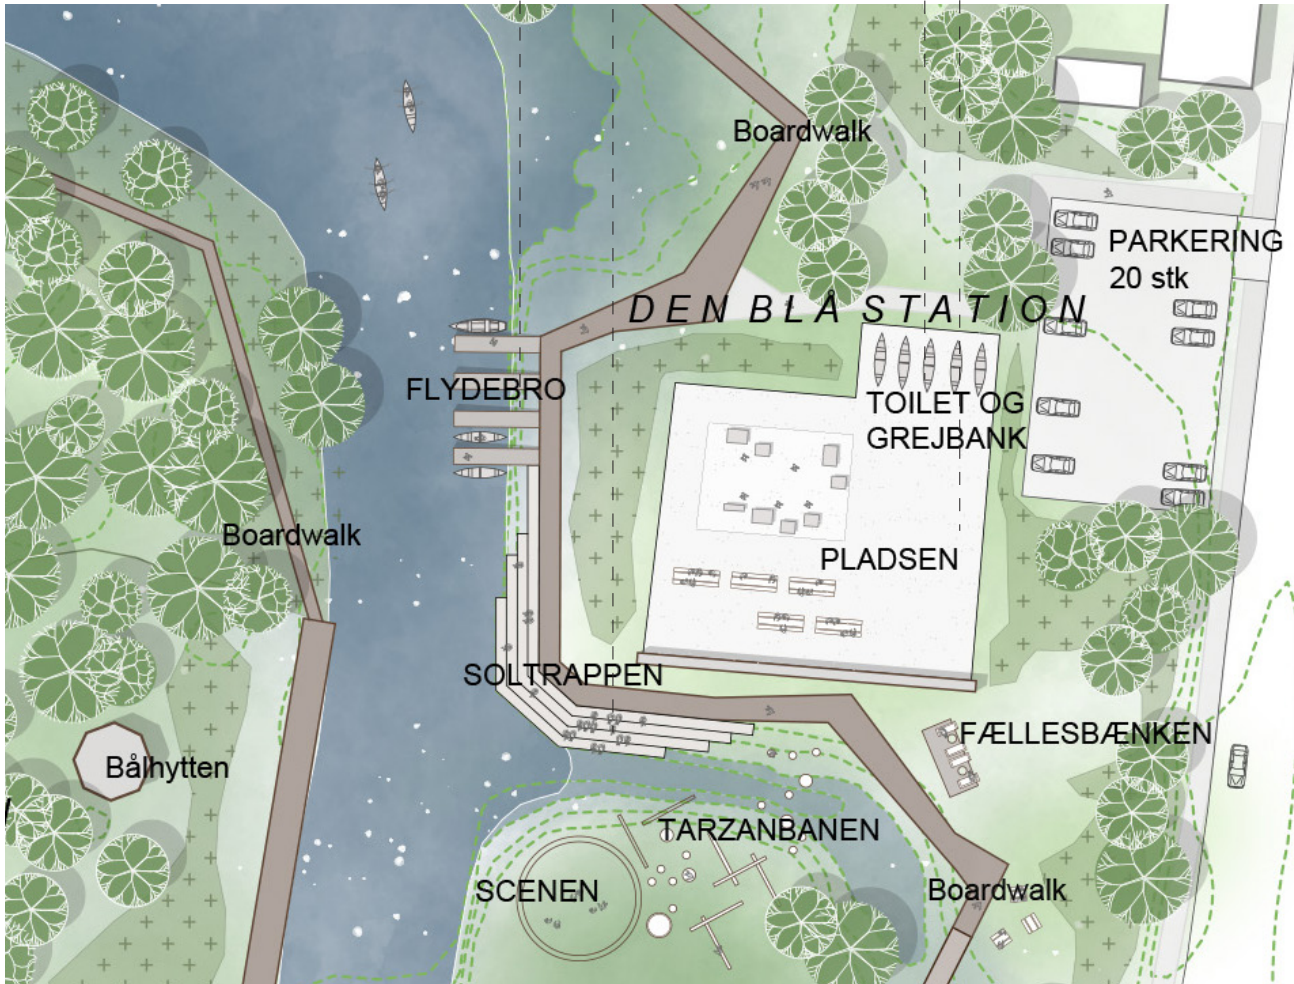 Boardwalk
PARKERING
20 stk
DEN BLÅ STATION
FLYDEBRO
TOILET OG
GREJBANK
Boardwalk
PLADSEN
SOLTRAPPEN
FÆLLESBÆNKEN
Bålhytten
TARZANBANEN
SCENEN
Boardwalk